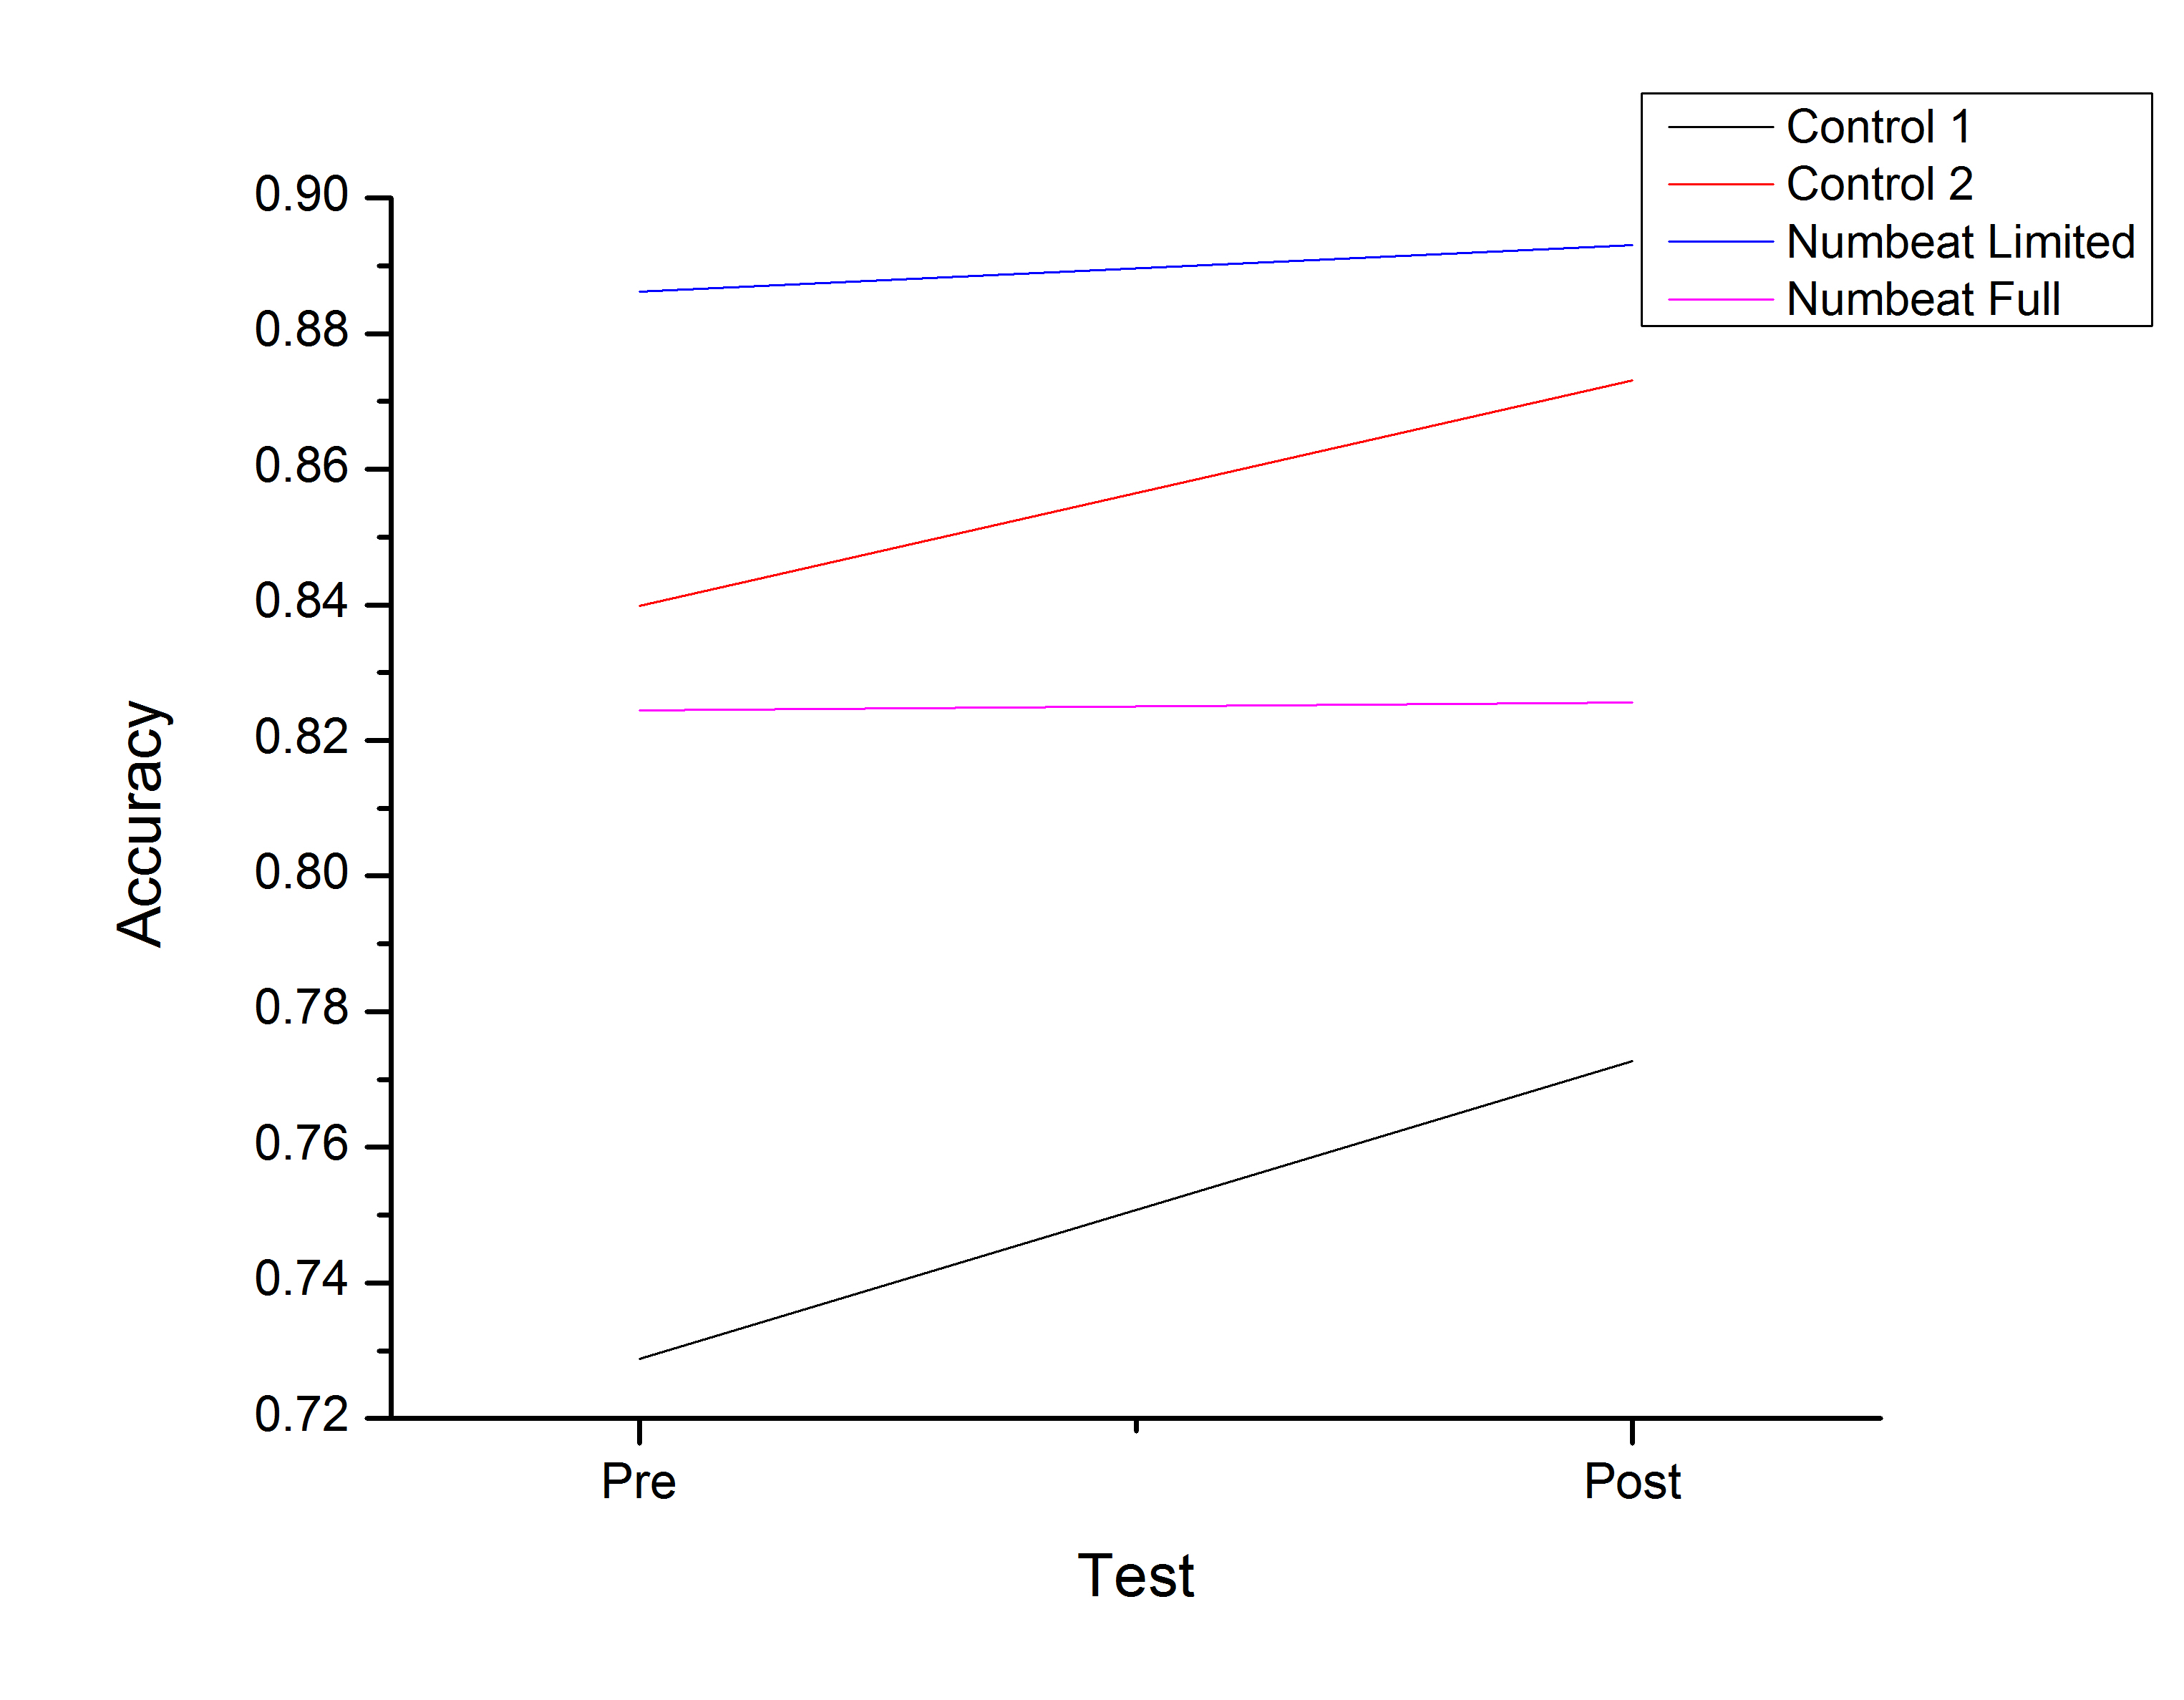 Control 1
Control 2
Numbeat Limited
Numbeat Full
0.90
0.88
0.86
0.84
0.82
0.80
0.78
0.76
0.74
0.72
Accuracy
Pre Post
Test